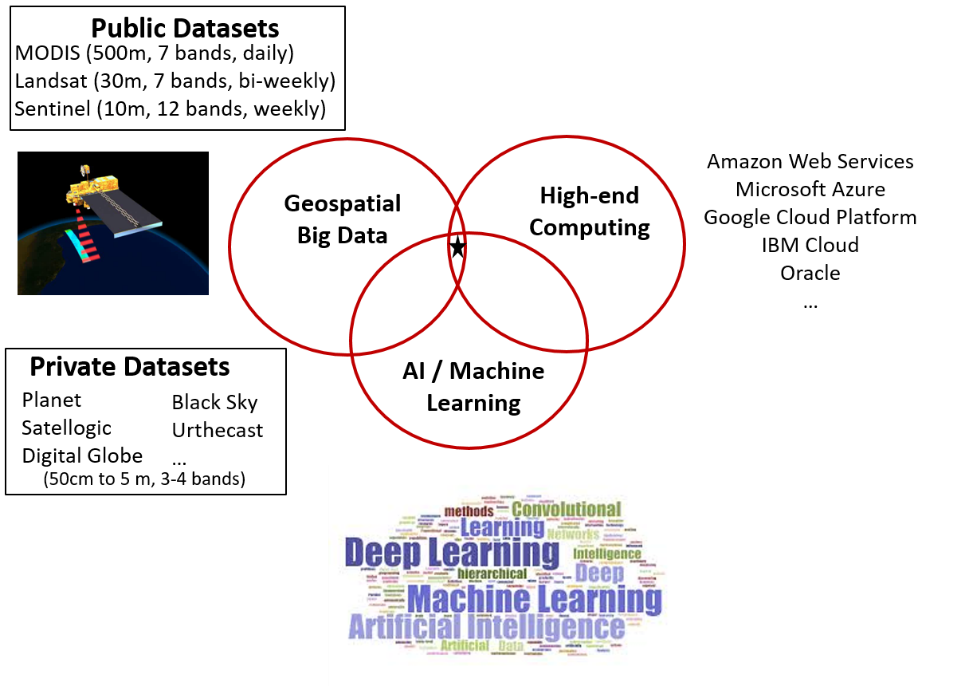 Public Datasets
MODIS (500m, 7 bands, daily)
Landsat (30m, 7 bands, bi-weekly)
Sentinel (10m, 12 bands, weekly)
Geospatial
Big Data
High-end
Computing
AI / Machine
Learning
Amazon Web Services
Microsoft Azure
Google Cloud Platform
IBM Cloud
Oracle
...
Private Datasets
Planet
Satellogic
Digital Globe
Black Sky
Urthecast
...
(50cm to 5 m, 3-4 bands)
methods Convolutional
Learning Networks
Deep Learning Intelligence
hierarchical Deep
Machine Learning
Artificial Intelligence
Artificial Data